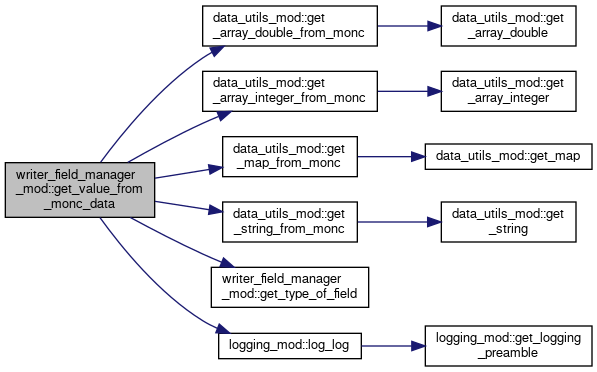 writer_field_manager
_mod::get_value_from
_monc_data
data_utils_mod::get
_array_double_from_monc
data_utils_mod::get
_array_double
data_utils_mod::get
_array_integer_from_monc
data_utils_mod::get
_array_integer
data_utils_mod::get
_map_from_monc
data_utils_mod::get_map
data_utils_mod::get
_string_from_monc
data_utils_mod::get
_string
writer_field_manager
_mod::get_type_of_field
logging_mod::log_log
logging_mod::get_logging
_preamble